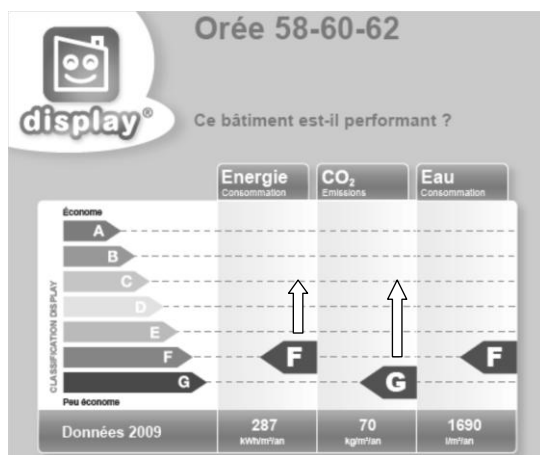 Orée 58-60-62
display®
Ce bâtiment est-il performant ?
Energie
Consommation
CO₂
Emissions
Eau
Consommation
Économe
A
B
C
D
E
F
G
Peu économe
CLASSIFICATION DISPLAY
F
G
F
Données 2009
287
kWh/m²/an
70
kg/m²/an
1690
l/m²/an